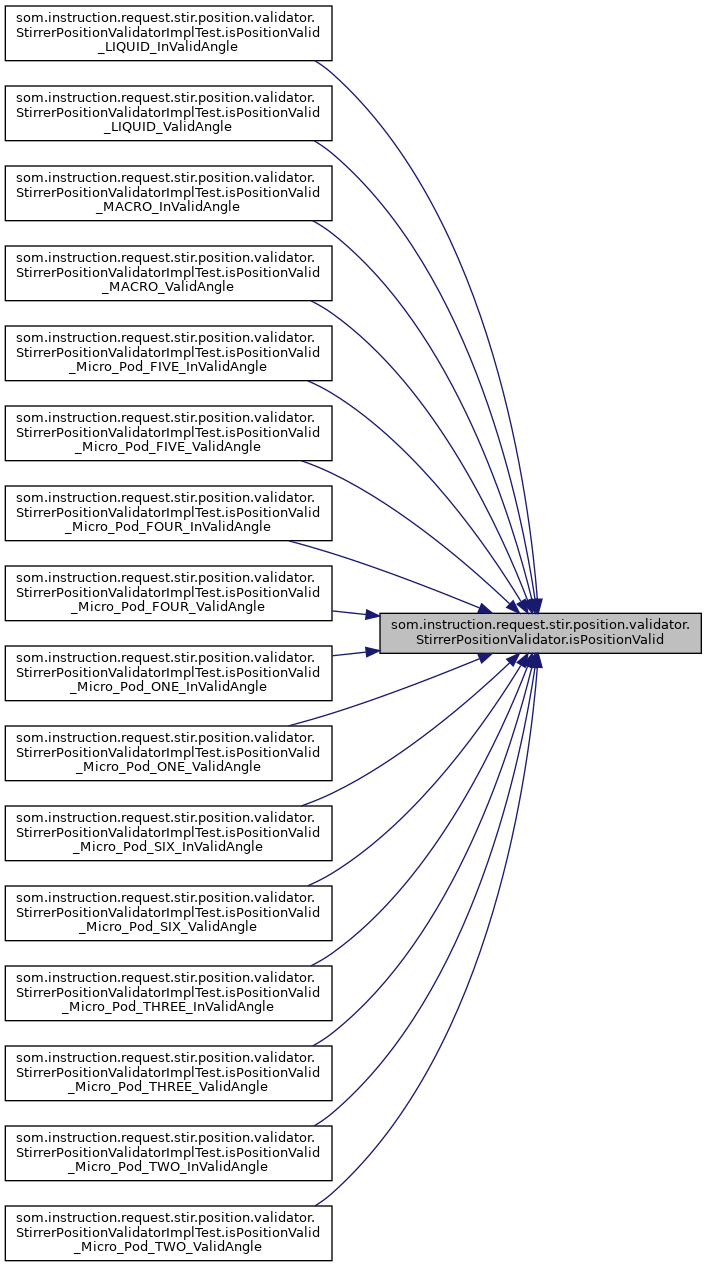 som.instruction.request.stir.position.validator.
StirrerPositionValidatorImplTest.isPositionValid
_LIQUID_InValidAngle
som.instruction.request.stir.position.validator.
StirrerPositionValidatorImplTest.isPositionValid
_LIQUID_ValidAngle
som.instruction.request.stir.position.validator.
StirrerPositionValidatorImplTest.isPositionValid
_MACRO_InValidAngle
som.instruction.request.stir.position.validator.
StirrerPositionValidatorImplTest.isPositionValid
_MACRO_ValidAngle
som.instruction.request.stir.position.validator.
StirrerPositionValidatorImplTest.isPositionValid
_Micro_Pod_FIVE_InValidAngle
som.instruction.request.stir.position.validator.
StirrerPositionValidatorImplTest.isPositionValid
_Micro_Pod_FIVE_ValidAngle
som.instruction.request.stir.position.validator.
StirrerPositionValidatorImplTest.isPositionValid
_Micro_Pod_FOUR_InValidAngle
som.instruction.request.stir.position.validator.
StirrerPositionValidatorImplTest.isPositionValid
_Micro_Pod_FOUR_ValidAngle
som.instruction.request.stir.position.validator.
StirrerPositionValidator.isPositionValid
som.instruction.request.stir.position.validator.
StirrerPositionValidatorImplTest.isPositionValid
_Micro_Pod_ONE_InValidAngle
som.instruction.request.stir.position.validator.
StirrerPositionValidatorImplTest.isPositionValid
_Micro_Pod_ONE_ValidAngle
som.instruction.request.stir.position.validator.
StirrerPositionValidatorImplTest.isPositionValid
_Micro_Pod_SIX_InValidAngle
som.instruction.request.stir.position.validator.
StirrerPositionValidatorImplTest.isPositionValid
_Micro_Pod_SIX_ValidAngle
som.instruction.request.stir.position.validator.
StirrerPositionValidatorImplTest.isPositionValid
_Micro_Pod_THREE_InValidAngle
som.instruction.request.stir.position.validator.
StirrerPositionValidatorImplTest.isPositionValid
_Micro_Pod_THREE_ValidAngle
som.instruction.request.stir.position.validator.
StirrerPositionValidatorImplTest.isPositionValid
_Micro_Pod_TWO_InValidAngle
som.instruction.request.stir.position.validator.
StirrerPositionValidatorImplTest.isPositionValid
_Micro_Pod_TWO_ValidAngle